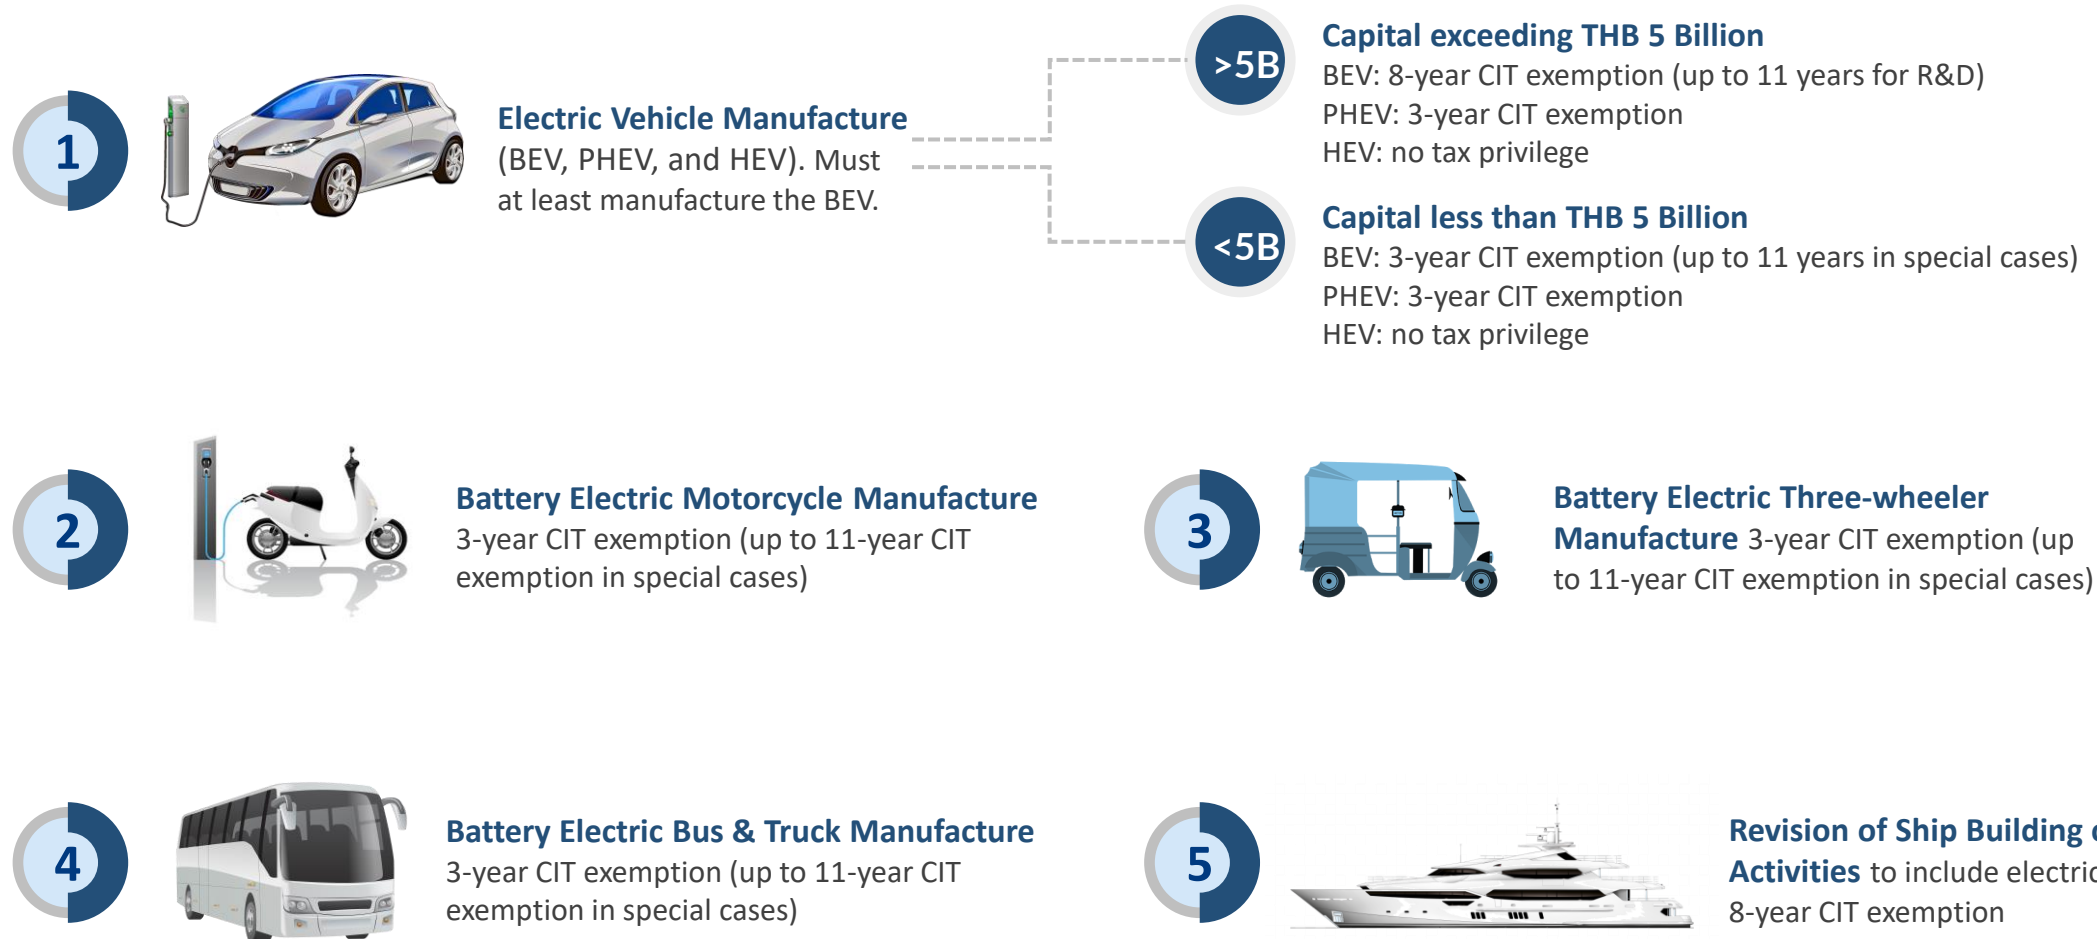 1
Electric Vehicle Manufacture
(BEV, PHEV, and HEV). Must
at least manufacture the BEV.
>5B
Capital exceeding THB 5 Billion
BEV: 8-year CIT exemption (up to 11 years for R&D)
PHEV: 3-year CIT exemption
HEV: no tax privilege
<5B
Capital less than THB 5 Billion
BEV: 3-year CIT exemption (up to 11 years in special cases)
PHEV: 3-year CIT exemption
HEV: no tax privilege
2
Battery Electric Motorcycle Manufacture
3-year CIT exemption (up to 11-year CIT
exemption in special cases)
3
Battery Electric Three-wheeler
Manufacture 3-year CIT exemption (up
to 11-year CIT exemption in special cases)
4
Battery Electric Bus & Truck Manufacture
3-year CIT exemption (up to 11-year CIT
exemption in special cases)
5
Revision of Ship Building
Activities to include electric
8-year CIT exemption